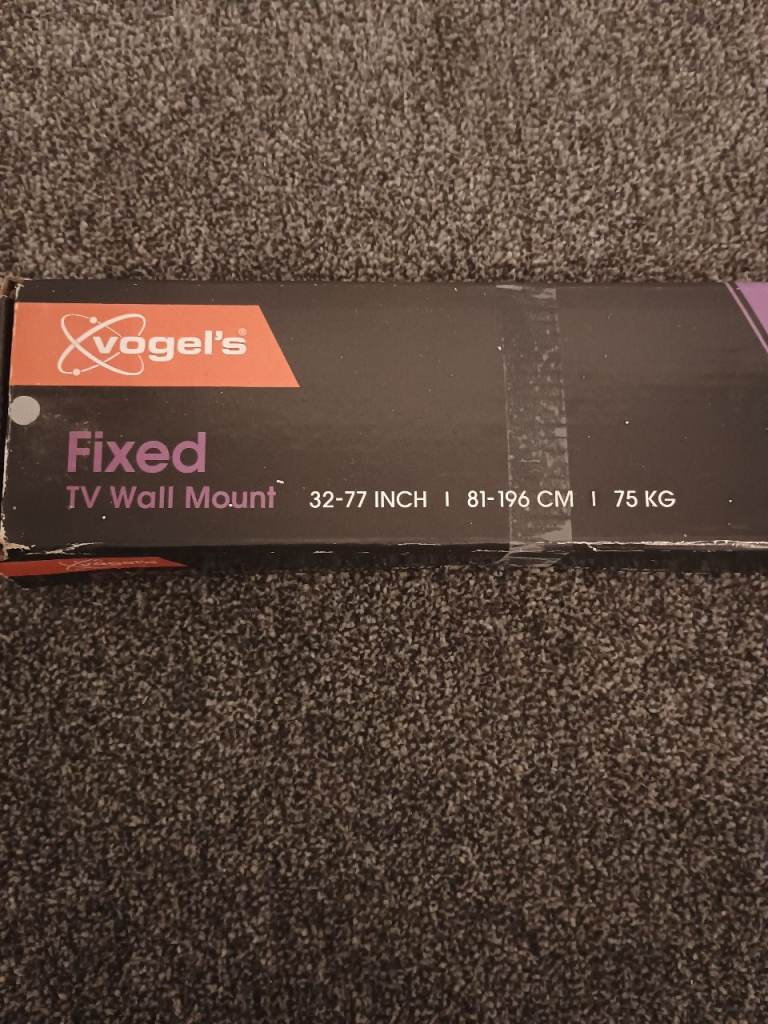 vogel's®
Fixed
TV Wall Mount 32-77 INCH | 81-196 CM | 75 KG